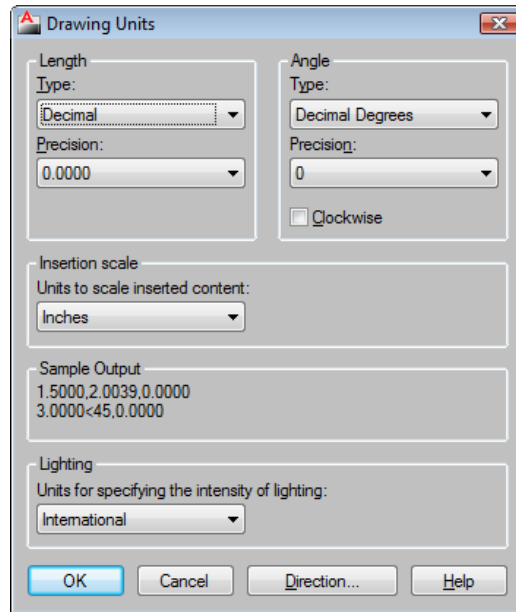 Drawing Units
Length
Type:
Decimal
Precision:
0.0000
Angle
Type:
Decimal Degrees
Precision:
0
Clockwise
Insertion scale
Units to scale inserted content:
Inches
Sample Output
1.5000,2.0039,0.0000
3.0000<45,0.0000
Lighting
Units for specifying the intensity of lighting:
International
OK Cancel Direction... Help